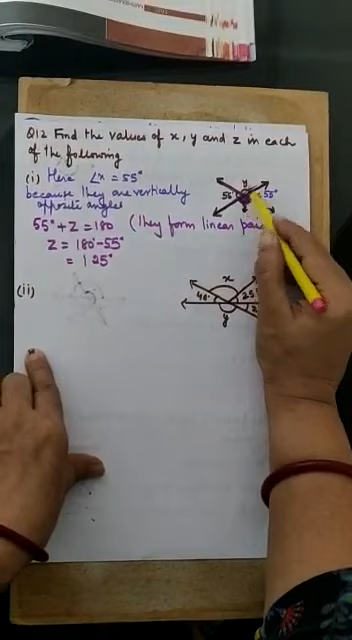 Q12 Find the values of x, y and z in each
of the following
(i) Here ∠x = 55°
because they are vertically
opposite angles
55° + Z = 180 (They form linear pair
Z = 180° - 55°
= 125°
y
55°
(ii)
x
40°
25
y